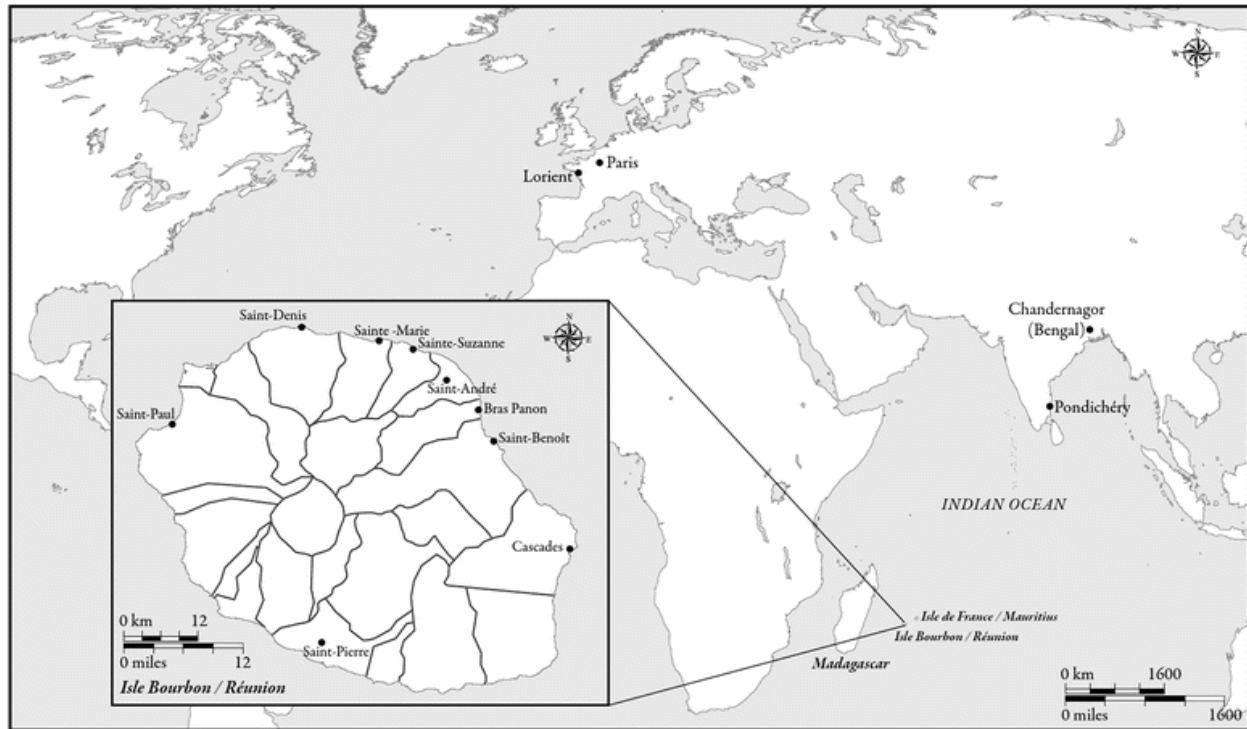 N
W E
S
Paris
Lorient
Chandernagor
(Bengal)
Pondichéry
INDIAN OCEAN
Isle de France / Mauritius
Isle Bourbon / Réunion
Madagascar
0 km 1600
0 miles 1600
Saint-Denis
N
W E
S
Sainte -Marie
Sainte-Suzanne
Saint-André
Saint-Paul
Bras Panon
Saint-Benoît
Cascades
0 km 12
0 miles 12
Saint-Pierre
Isle Bourbon / Réunion